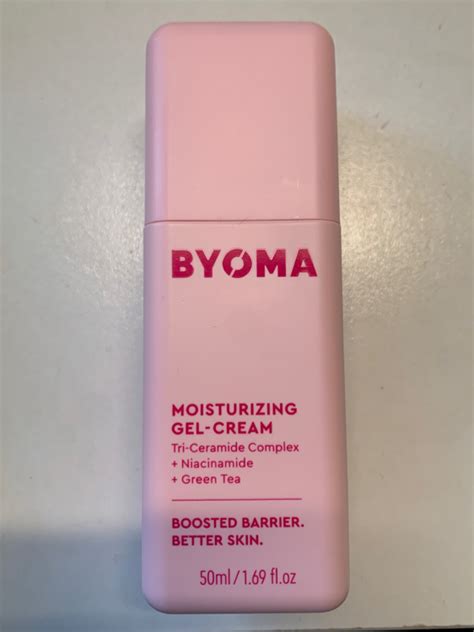 BYOMA
MOISTURIZING
GEL-CREAM
Tri-Ceramide Complex
+ Niacinamide
+ Green Tea
BOOSTED BARRIER.
BETTER SKIN.
50ml/1.69 fl.oz